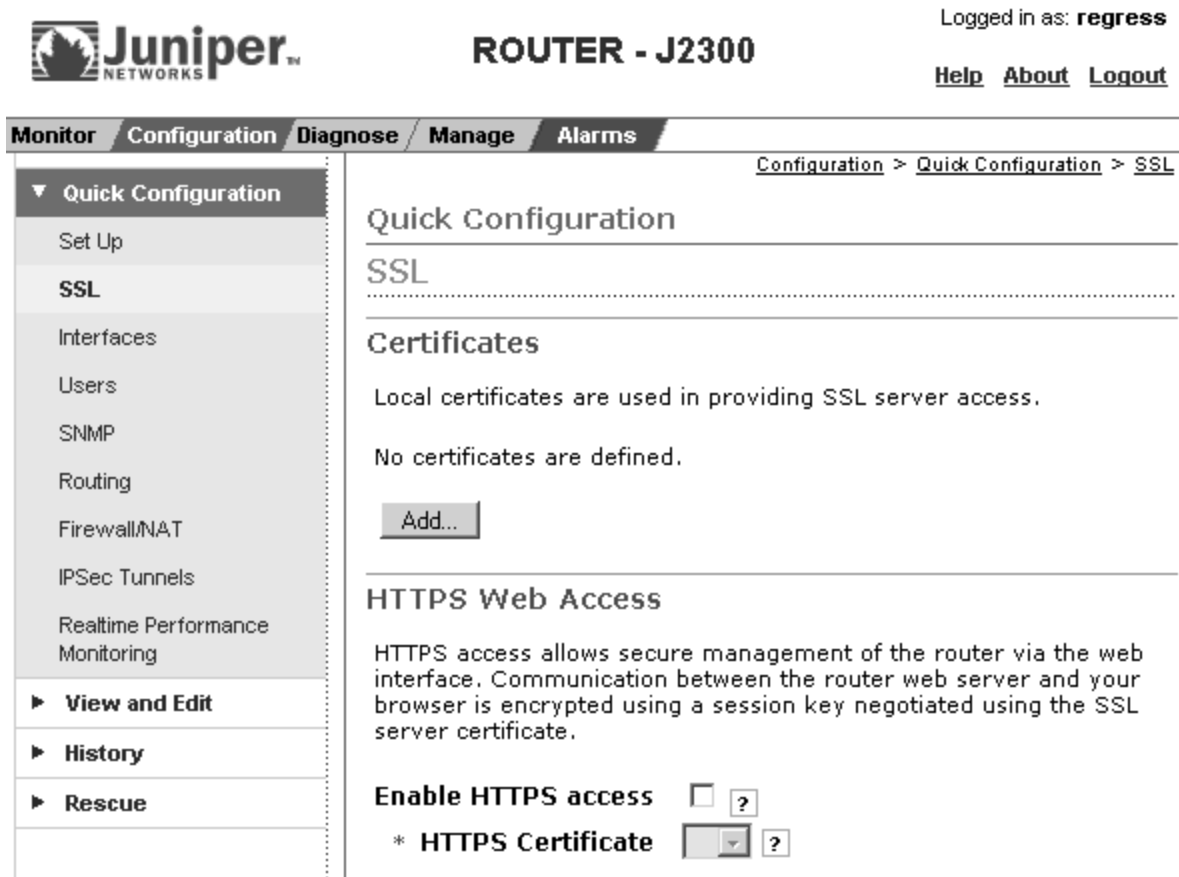 Juniper™
NETWORKS
ROUTER - J2300
Logged in as: regress
Help About Logout
Monitor Configuration Diagnose Manage Alarms
Configuration > Quick Configuration > SSL
▼ Quick Configuration
Set Up
SSL
Interfaces
Users
SNMP
Routing
Firewall/NAT
IPSec Tunnels
Realtime Performance
Monitoring
► View and Edit
► History
► Rescue
Quick Configuration
SSL
Certificates
Local certificates are used in providing SSL server access.
No certificates are defined.
Add...
HTTPS Web Access
HTTPS access allows secure management of the router via the web
interface. Communication between the router web server and your
browser is encrypted using a session key negotiated using the SSL
server certificate.
Enable HTTPS access ?
* HTTPS Certificate ?